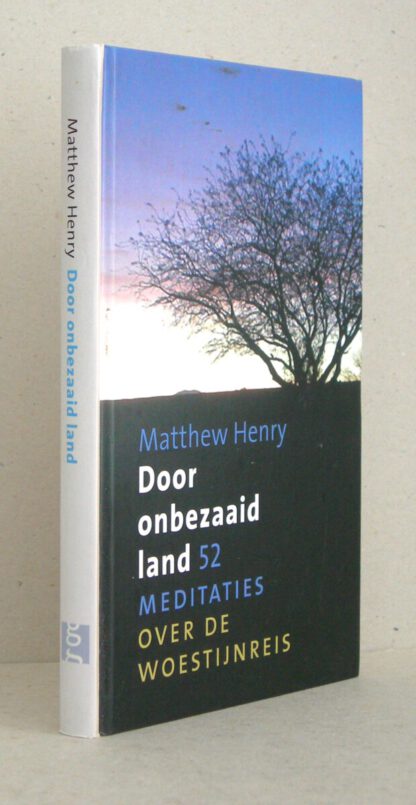 Matthew Henry Door onbezaaid land
Matthew Henry
Door
onbezaaid
land 52
MEDITATIES
OVER DE
WOESTIJNREIS